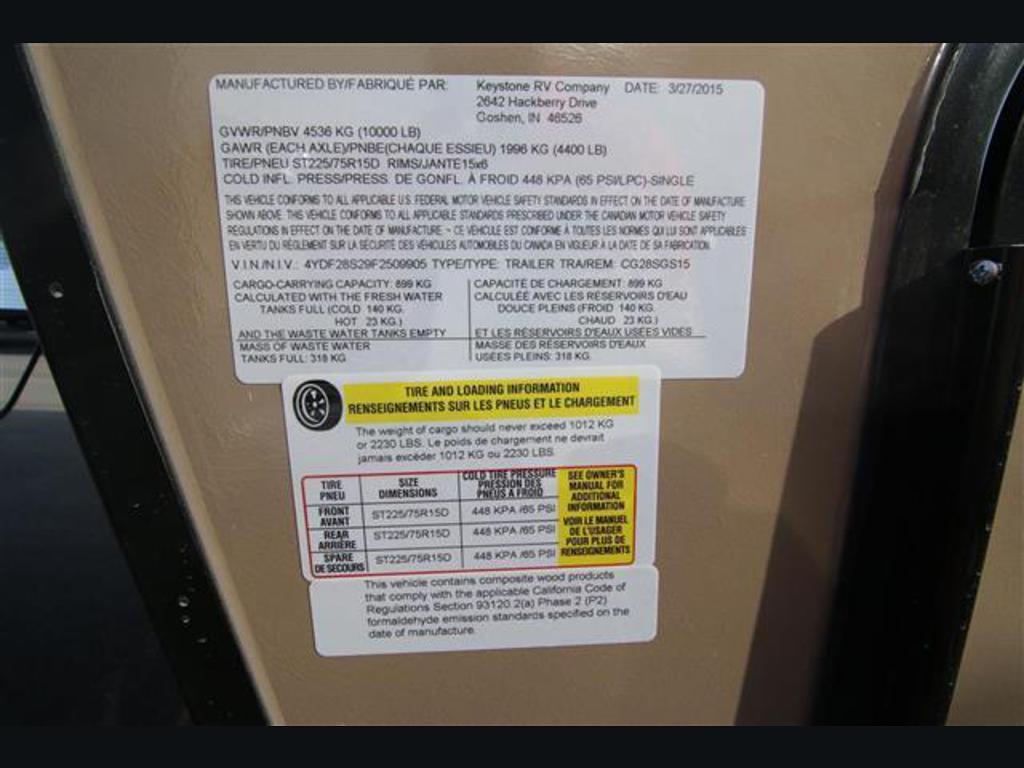 MANUFACTURED BY/FABRIQUÉ PAR: Keystone RV Company DATE: 3/27/2015
2642 Hackberry Drive
Goshen, IN 46526
GVWR/PNBV 4536 KG (10000 LB)
GAWR (EACH AXLE)/PNBE(CHAQUE ESSIEU) 1996 KG (4400 LB)
TIRE/PNEU ST225/75R15D RIMS/JANTE15x6
COLD INFL. PRESS/PRESS. DE GONFL. À FROID 448 KPA (65 PSI/LPC)-SINGLE
THIS VEHICLE CONFORMS TO ALL APPLICABLE U.S. FEDERAL MOTOR VEHICLE SAFETY STANDARDS IN EFFECT ON THE DATE OF MANUFACTURE
SHOWN ABOVE. THIS VEHICLE CONFORMS TO ALL APPLICABLE STANDARDS PRESCRIBED UNDER THE CANADIAN MOTOR VEHICLE SAFETY
REGULATIONS IN EFFECT ON THE DATE OF MANUFACTURE ~ CE VEHICULE EST CONFORME À TOUTES LES NORMES QUI LUI SONT APPLICABLES
EN VERTU DU RÈGLEMENT SUR LA SÉCURITÉ DES VÉHICULES AUTOMOBILES DU CANADA EN VIGUEUR À LA DATE DE SA FABRICATION.
V.I.N./N.I.V.: 4YDF28S29F2509905 TYPE/TYPE: TRAILER TRA/REM: CG28SGS15
CARGO-CARRYING CAPACITY: 899 KG
CALCULATED WITH THE FRESH WATER
TANKS FULL (COLD 140 KG.
HOT 23 KG.)
AND THE WASTE WATER TANKS EMPTY
MASS OF WASTE WATER
TANKS FULL: 318 KG
CAPACITÉ DE CHARGEMENT: 899 KG
CALCULÉE AVEC LES RÉSERVOIRS D'EAU
DOUCE PLEINS (FROID 140 KG.
CHAUD 23 KG.)
ET LES RÉSERVOIRS D'EAUX USÉES VIDES
MASSE DES RÉSERVOIRS D'EAUX
USÉES PLEINS: 318 KG.
TIRE AND LOADING INFORMATION
RENSEIGNEMENTS SUR LES PNEUS ET LE CHARGEMENT
The weight of cargo should never exceed 1012 KG
or 2230 LBS. Le poids de chargement ne devrait
jamais excéder 1012 KG ou 2230 LBS.
TIRE
PNEU
SIZE
DIMENSIONS
COLD TIRE PRESSURE
PRESSION DES
PNEUS A FROID
FRONT
AVANT
ST225/75R15D 448 KPA /65 PSI
REAR
ARRIÈRE
ST225/75R15D 448 KPA /65 PSI
SPARE
DE SECOURS
ST225/75R15D 448 KPA /65 PSI
SEE OWNER'S
MANUAL FOR
ADDITIONAL
INFORMATION
VOIR LE MANUEL
DE L'USAGER
POUR PLUS DE
RENSEIGNEMENTS
This vehicle contains composite wood products
that comply with the applicable California Code of
Regulations Section 93120.2(a) Phase 2 (P2)
formaldehyde emission standards specified on the
date of manufacture.